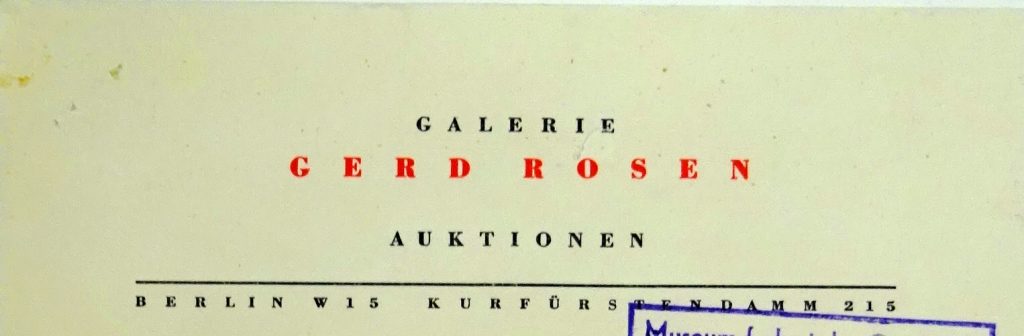 GALERIE
GERD ROSEN
AUKTIONEN
BERLIN W15 KURFÜRSTENDAMM 215
Museum